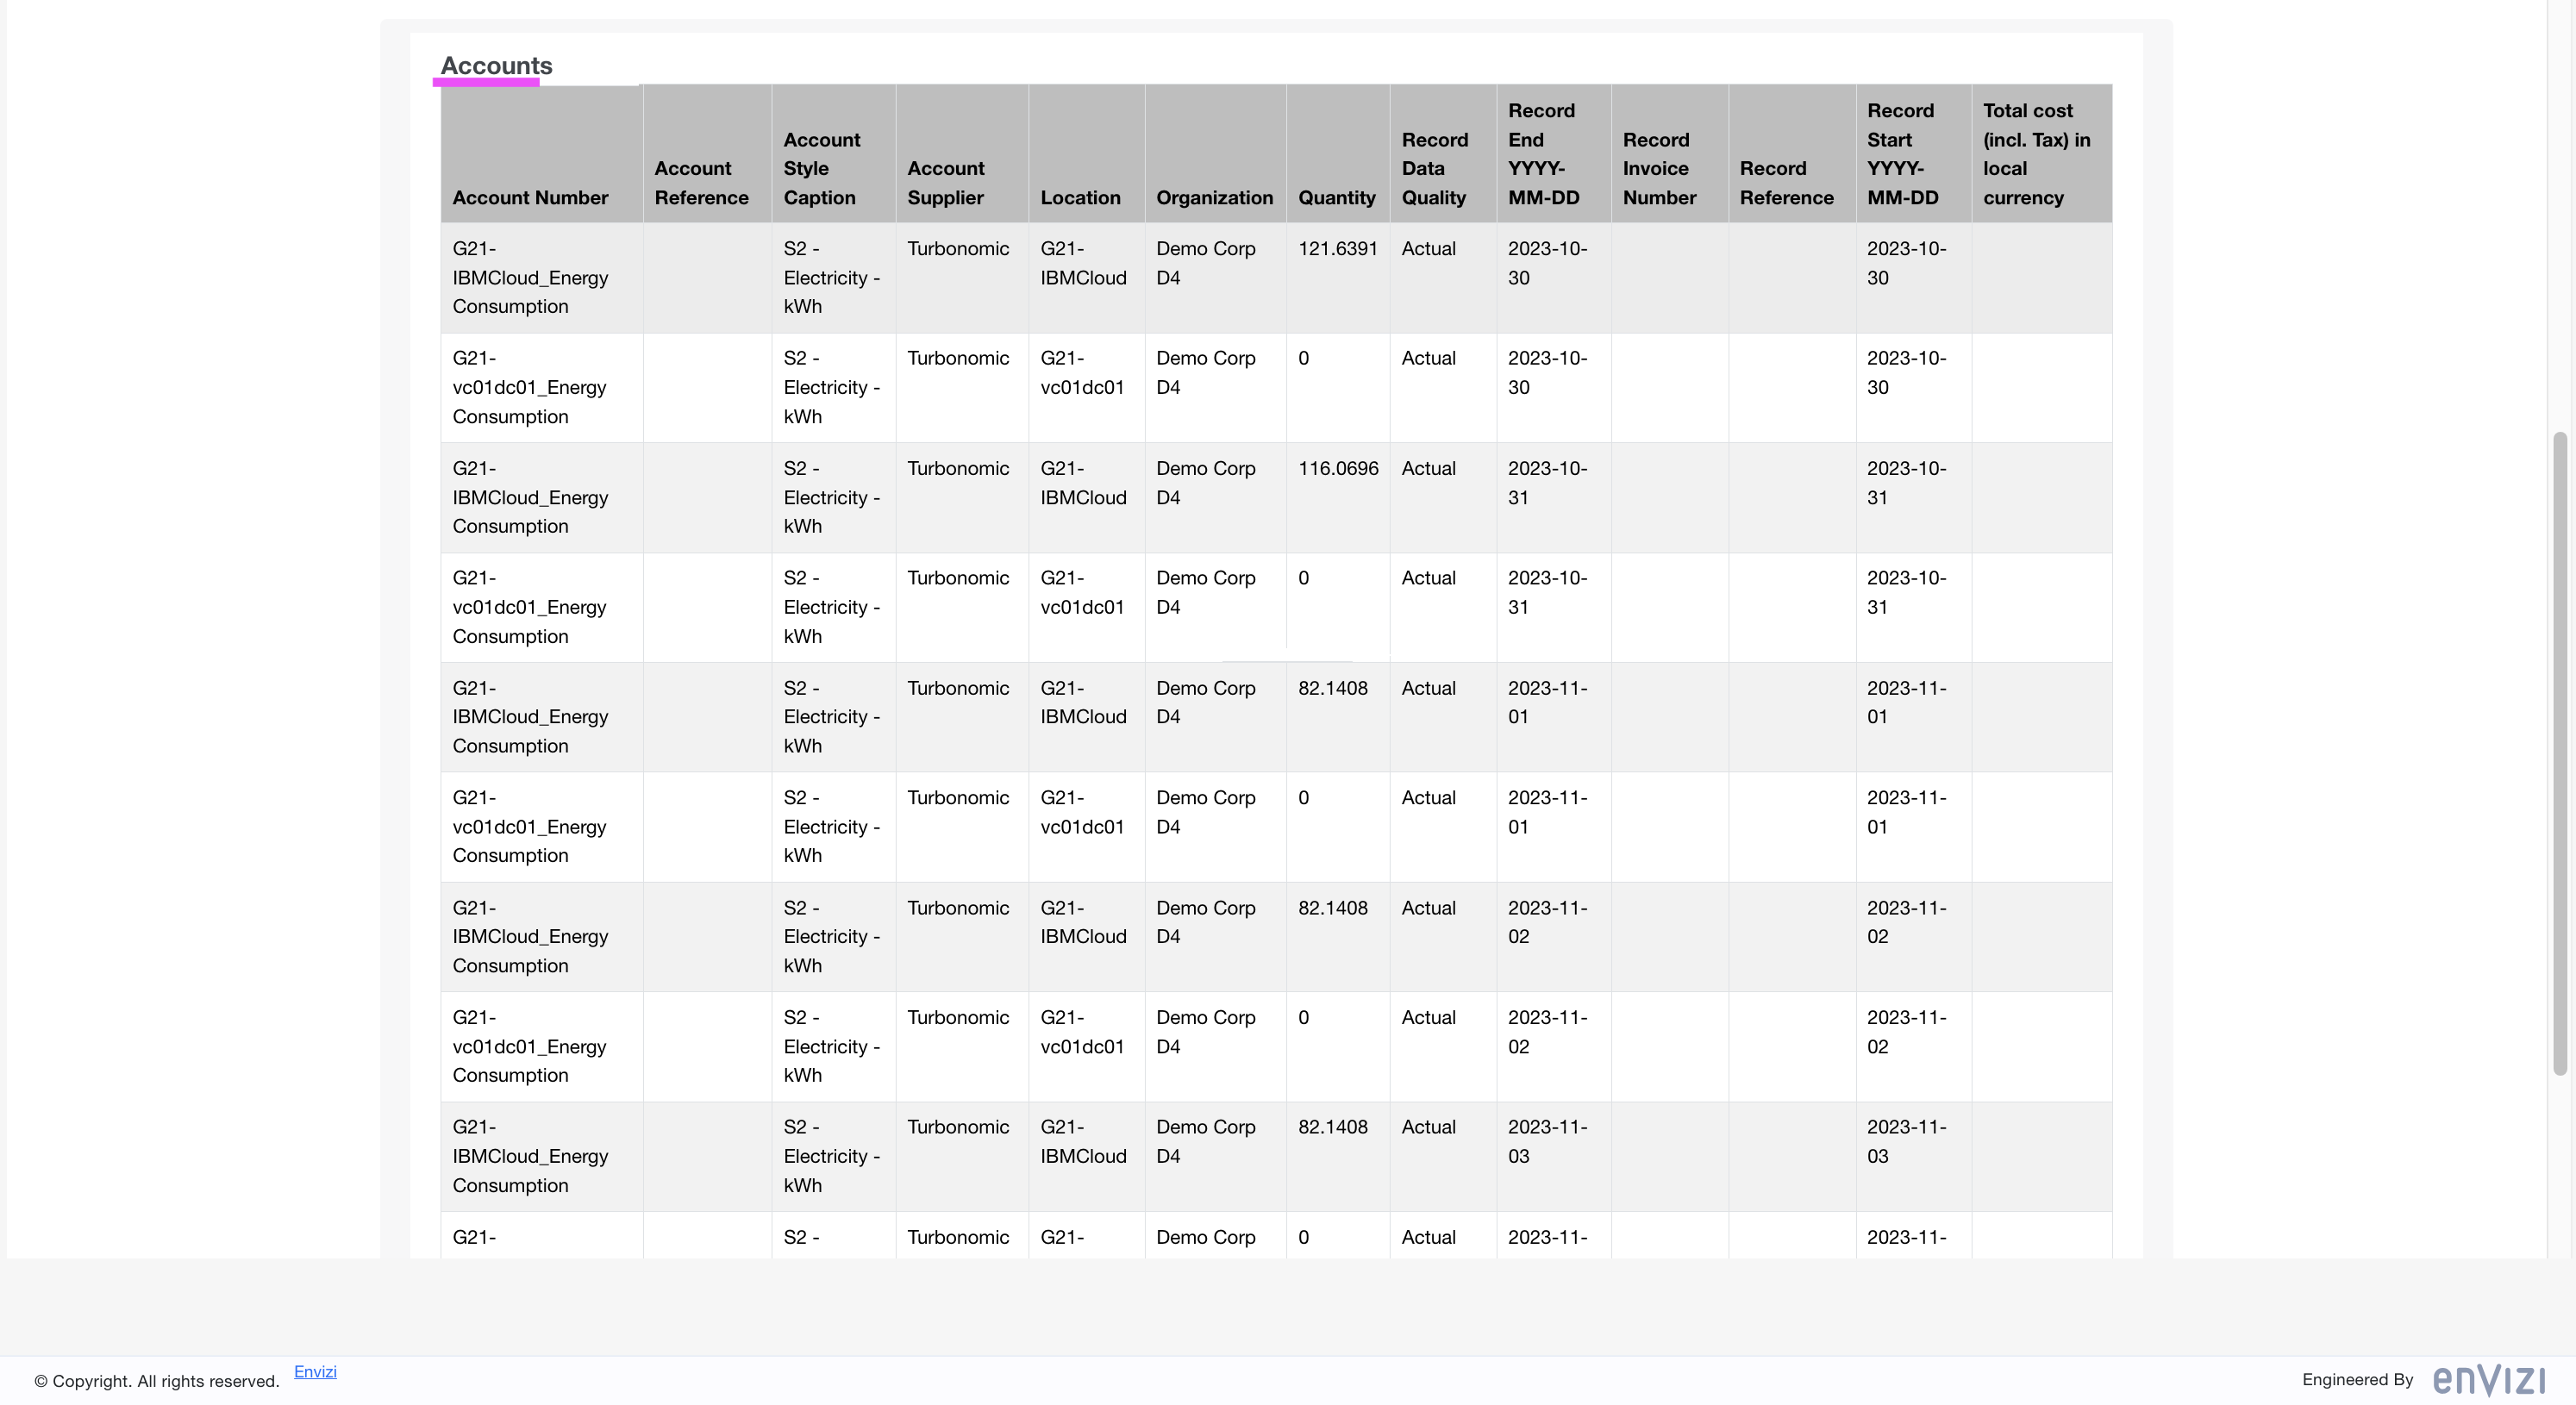 Accounts
Account Number | Account Reference | Account Style Caption | Account Supplier | Location | Organization | Quantity | Record Data Quality | Record End YYYY-MM-DD | Record Invoice Number | Record Reference | Record Start YYYY-MM-DD | Total cost (incl. Tax) in local currency
G21-IBMCloud_Energy Consumption | | S2 - Electricity - kWh | Turbonomic | G21-IBMCloud | Demo Corp D4 | 121.6391 | Actual | 2023-10-30 | | | 2023-10-30 |
G21-vc01dc01_Energy Consumption | | S2 - Electricity - kWh | Turbonomic | G21-vc01dc01 | Demo Corp D4 | 0 | Actual | 2023-10-30 | | | 2023-10-30 |
G21-IBMCloud_Energy Consumption | | S2 - Electricity - kWh | Turbonomic | G21-IBMCloud | Demo Corp D4 | 116.0696 | Actual | 2023-10-31 | | | 2023-10-31 |
G21-vc01dc01_Energy Consumption | | S2 - Electricity - kWh | Turbonomic | G21-vc01dc01 | Demo Corp D4 | 0 | Actual | 2023-10-31 | | | 2023-10-31 |
G21-IBMCloud_Energy Consumption | | S2 - Electricity - kWh | Turbonomic | G21-IBMCloud | Demo Corp D4 | 82.1408 | Actual | 2023-11-01 | | | 2023-11-01 |
G21-vc01dc01_Energy Consumption | | S2 - Electricity - kWh | Turbonomic | G21-vc01dc01 | Demo Corp D4 | 0 | Actual | 2023-11-01 | | | 2023-11-01 |
G21-IBMCloud_Energy Consumption | | S2 - Electricity - kWh | Turbonomic | G21-IBMCloud | Demo Corp D4 | 82.1408 | Actual | 2023-11-02 | | | 2023-11-02 |
G21-vc01dc01_Energy Consumption | | S2 - Electricity - kWh | Turbonomic | G21-vc01dc01 | Demo Corp D4 | 0 | Actual | 2023-11-02 | | | 2023-11-02 |
G21-IBMCloud_Energy Consumption | | S2 - Electricity - kWh | Turbonomic | G21-IBMCloud | Demo Corp D4 | 82.1408 | Actual | 2023-11-03 | | | 2023-11-03 |
G21- | | S2 - | Turbonomic | G21- | Demo Corp | 0 | Actual | 2023-11- | | | 2023-11- |
© Copyright. All rights reserved. Envizi
Engineered By enVIZI